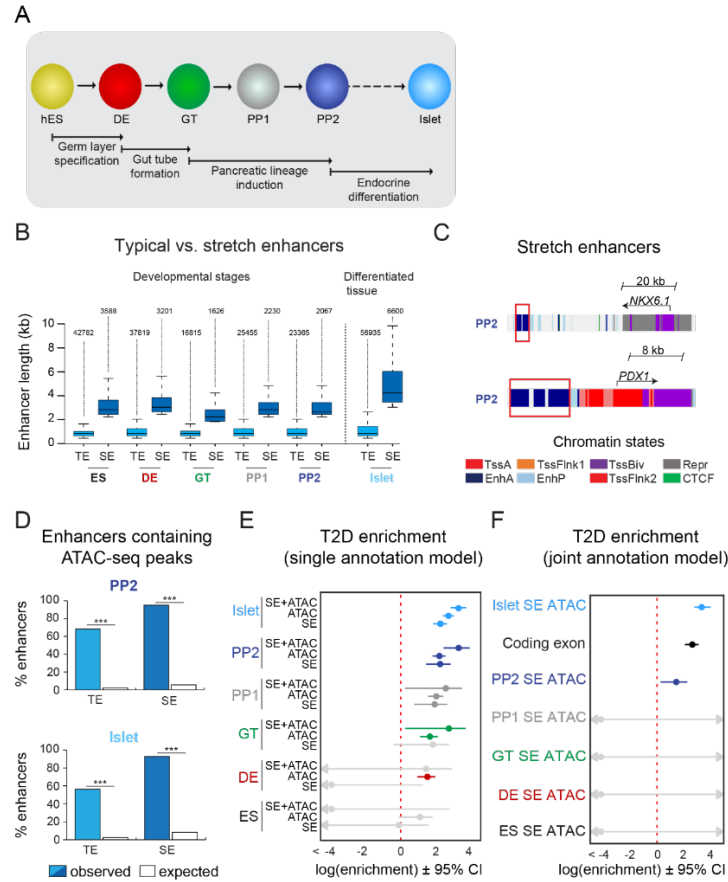 A
hES
DE
GT
PP1
PP2
Islet
Germ layer
specification
Gut tube
formation
Pancreatic lineage
induction
Endocrine
differentiation
B
Typical vs. stretch enhancers
Developmental stages
Differentiated
tissue
Enhancer length (kb)
10
8
6
4
2
0
42782
3588
37819
3201
16815
1626
25455
2230
23365
2067
56935
6600
TE SE TE SE TE SE TE SE TE SE TE SE
ES DE GT PP1 PP2 Islet
C
Stretch enhancers
20 kb
NKX6.1
PP2
8 kb
PDX1
PP2
Chromatin states
TssA TssFlnk1 TssBiv Repr
EnhA EnhP TssFlnk2 CTCF
D
Enhancers containing
ATAC-seq peaks
PP2
% enhancers
100
50
0
***
***
TE SE
Islet
% enhancers
100
50
0
***
***
TE SE
observed expected
E
T2D enrichment
(single annotation model)
Islet
SE+ATAC
ATAC
SE
PP2
SE+ATAC
ATAC
SE
PP1
SE+ATAC
ATAC
SE
GT
SE+ATAC
ATAC
SE
DE
SE+ATAC
ATAC
SE
ES
SE+ATAC
ATAC
SE
< -4 -2 0 2 4
log(enrichment) ± 95% CI
F
T2D enrichment
(joint annotation model)
Islet SE ATAC
Coding exon
PP2 SE ATAC
PP1 SE ATAC
GT SE ATAC
DE SE ATAC
ES SE ATAC
< -4 -2 0 2 4
log(enrichment) ± 95% CI